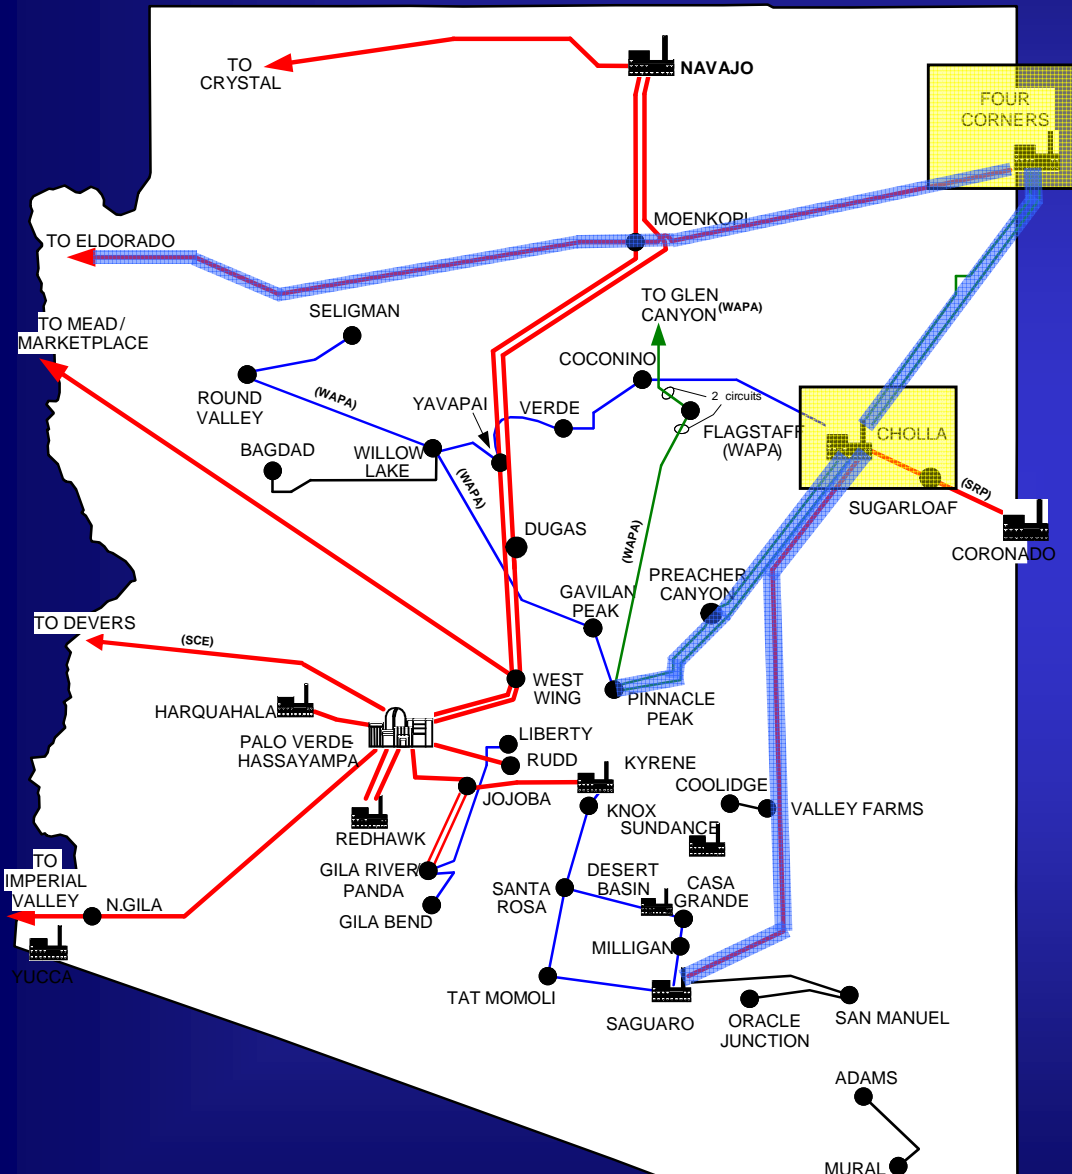 TO
CRYSTAL
NAVAJO
FOUR
CORNERS
MOENKOPI
TO ELDORADO
TO GLEN
CANYON (WAPA)
SELIGMAN
TO MEAD/
MARKETPLACE
COCONINO
2 circuits
ROUND
VALLEY
(WAPA)
YAVAPAI
VERDE
FLAGSTAFF
(WAPA)
CHOLLA
BAGDAD
WILLOW
LAKE
(WAPA)
SUGARLOAF
(SRP)
CORONADO
DUGAS
(WAPA)
PREACHER
CANYON
GAVILAN
PEAK
TO DEVERS
(SCE)
WEST
WING
PINNACLE
PEAK
HARQUAHALA
PALO VERDE-
HASSAYAMPA
LIBERTY
RUDD
KYRENE
COOLIDGE
JOJOBA
KNOX
VALLEY FARMS
SUNDANCE
REDHAWK
TO
IMPERIAL
VALLEY
GILA RIVER/
PANDA
DESERT
BASIN
CASA
GRANDE
SANTA
ROSA
N.GILA
GILA BEND
MILLIGAN
YUCCA
TAT MOMOLI
SAGUARO
ORACLE
JUNCTION
SAN MANUEL
ADAMS
MURAL